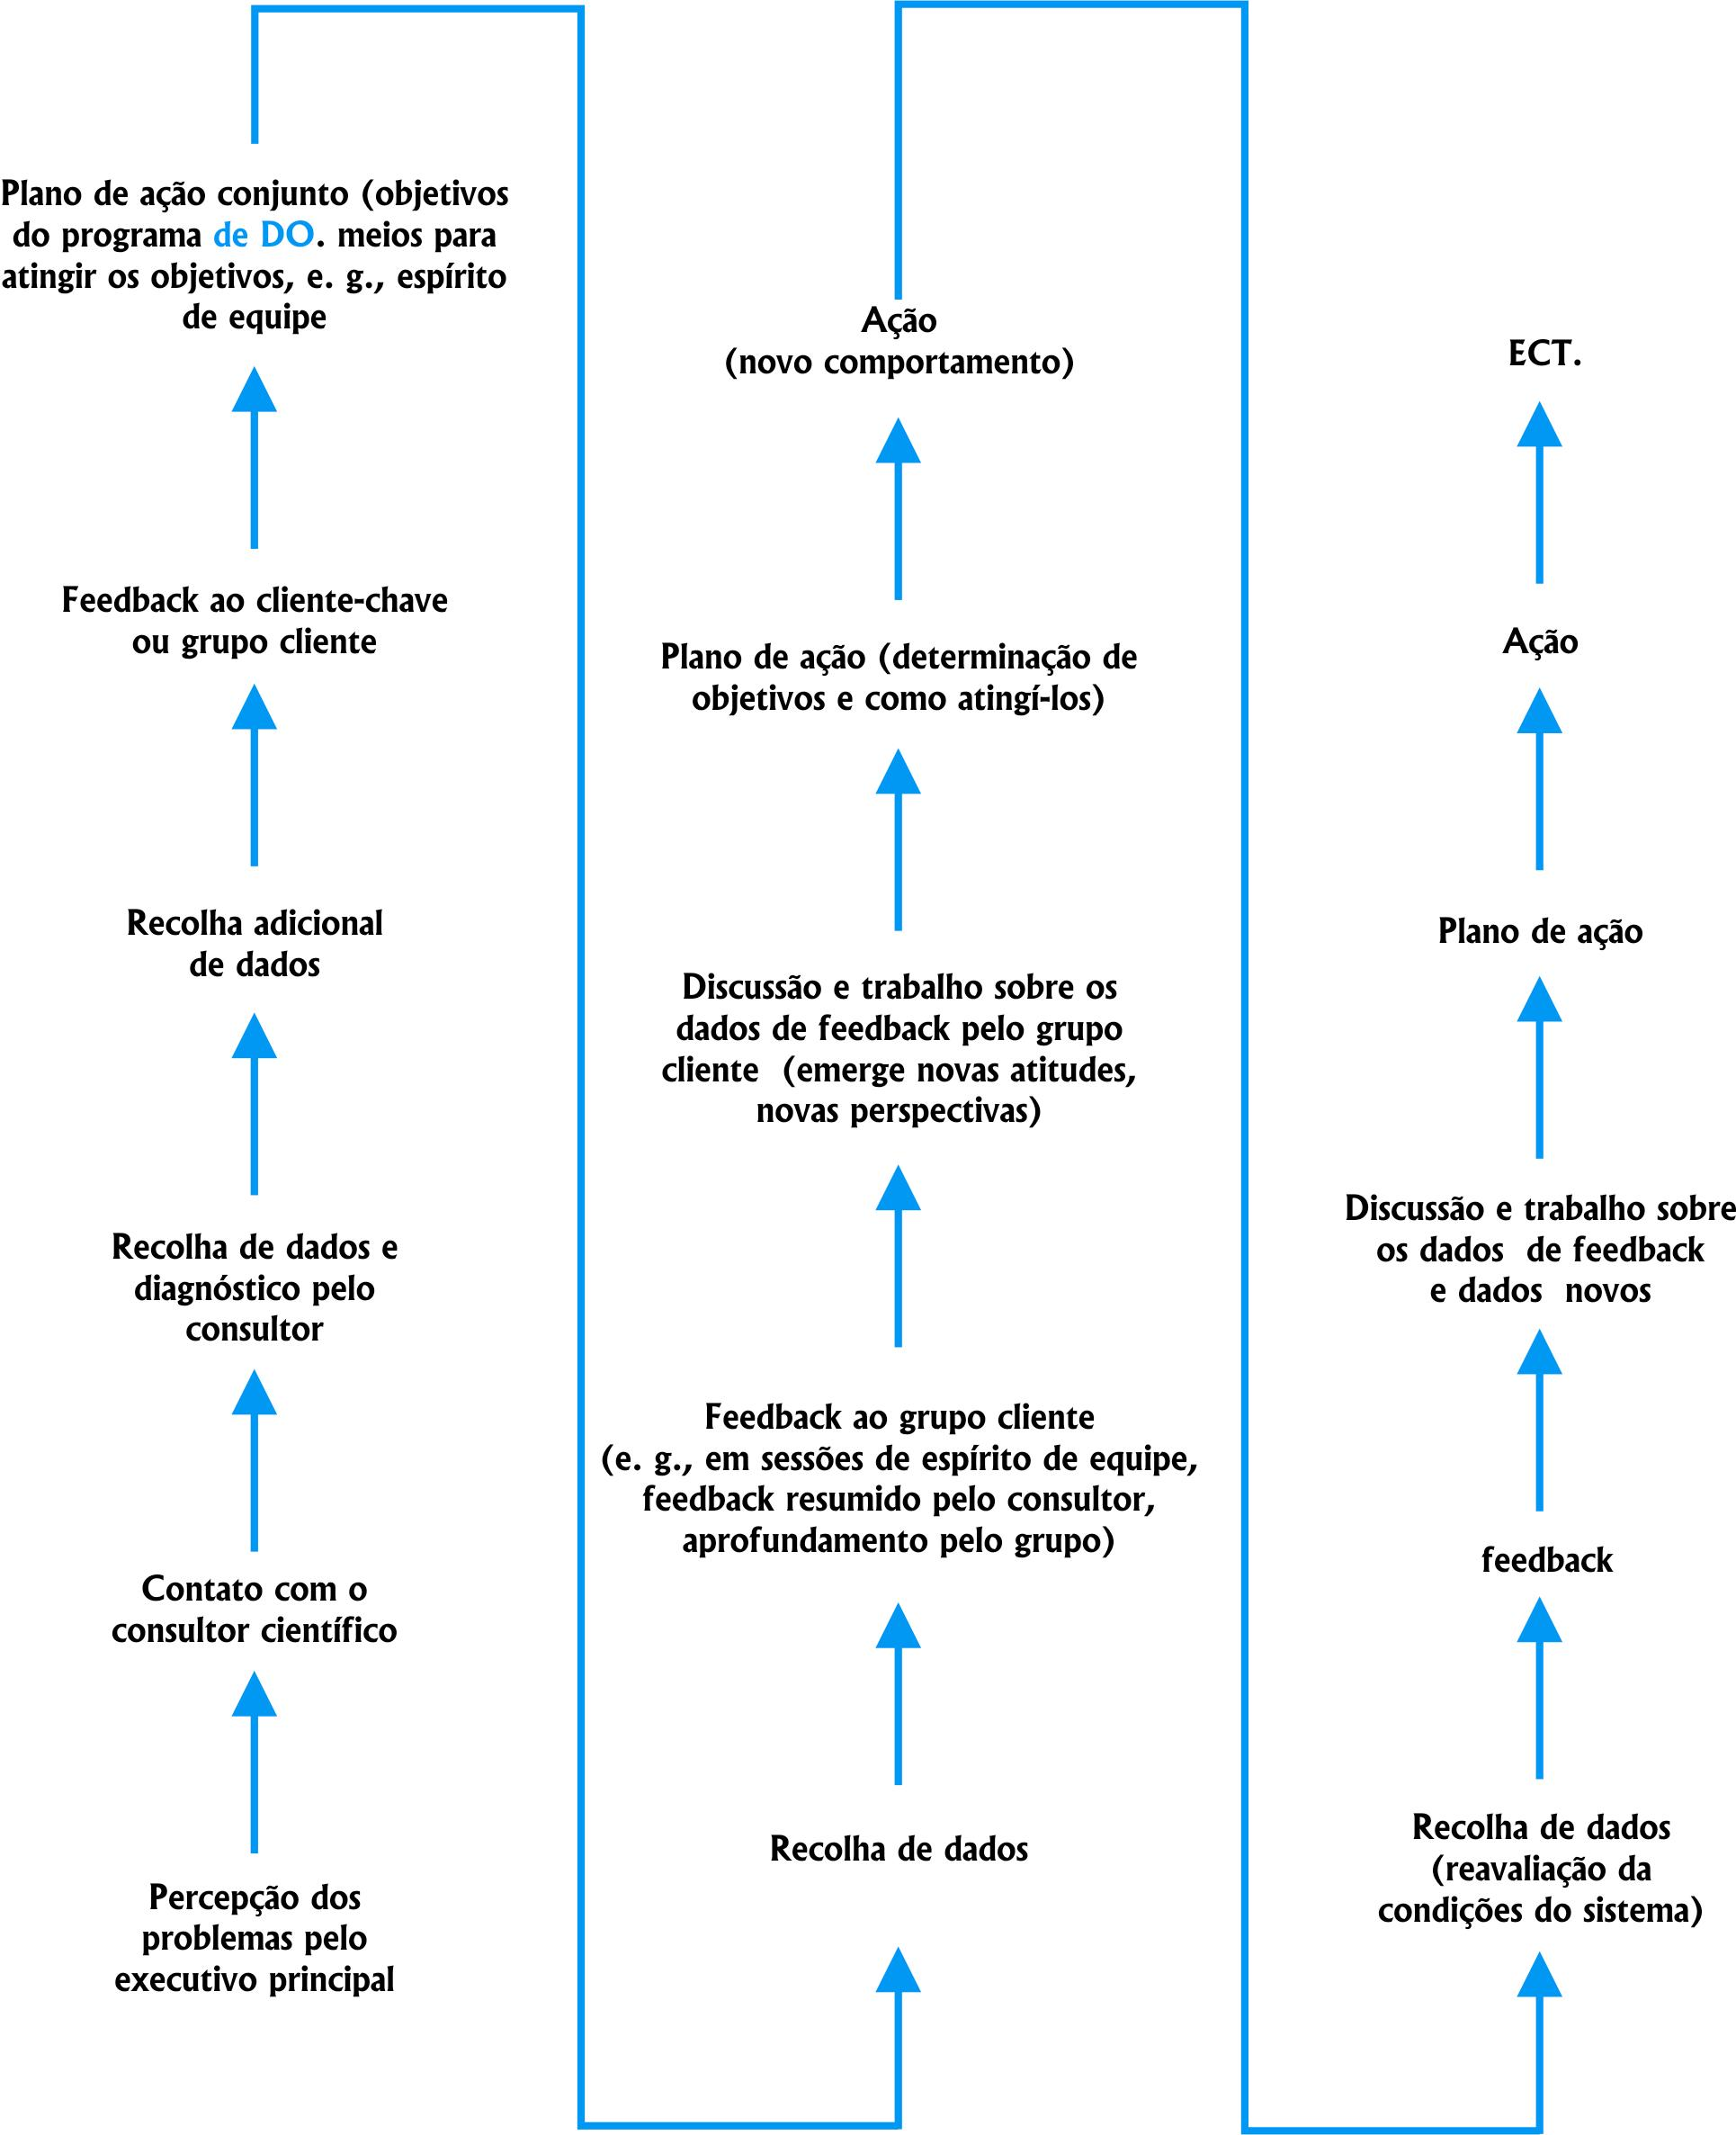 Plano de ação conjunto (objetivos
do programa de DO. meios para
atingir os objetivos, e. g., espírito
de equipe
Feedback ao cliente-chave
ou grupo cliente
Recolha adicional
de dados
Recolha de dados e
diagnóstico pelo
consultor
Contato com o
consultor científico
Percepção dos
problemas pelo
executivo principal
Ação
(novo comportamento)
Plano de ação (determinação de
objetivos e como atingí-los)
Discussão e trabalho sobre os
dados de feedback pelo grupo
cliente (emerge novas atitudes,
novas perspectivas)
Feedback ao grupo cliente
(e. g., em sessões de espírito de equipe,
feedback resumido pelo consultor,
aprofundamento pelo grupo)
Recolha de dados
ECT.
Ação
Plano de ação
Discussão e trabalho sobre
os dados de feedback
e dados novos
feedback
Recolha de dados
(reavaliação da
condições do sistema)